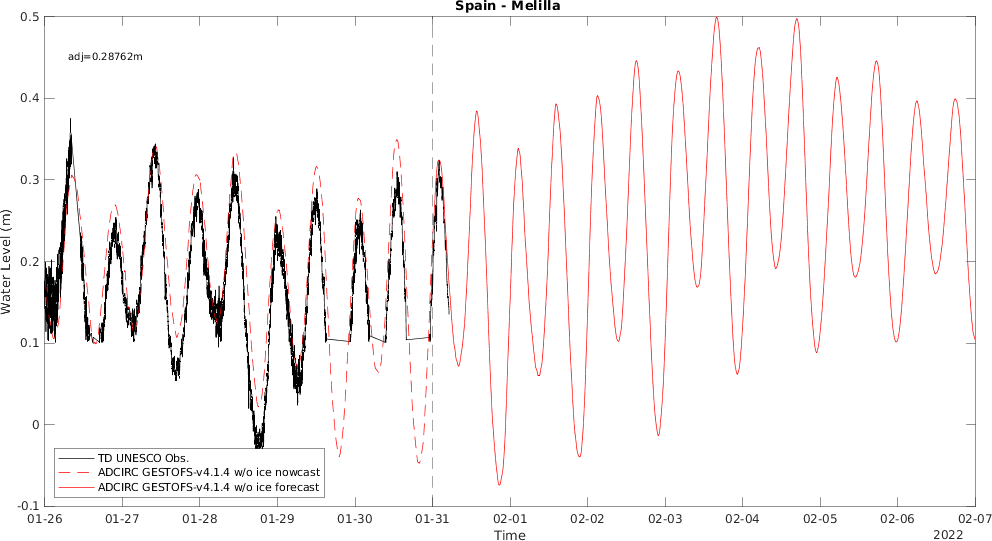 Spain - Melilla
adj=0.28762m
0.5
0.4
0.3
0.2
0.1
0
-0.1
Water Level (m)
TD UNESCO Obs.
ADCIRC GESTOFS-v4.1.4 w/o ice nowcast
ADCIRC GESTOFS-v4.1.4 w/o ice forecast
01-26 01-27 01-28 01-29 01-30 01-31 02-01 02-02 02-03 02-04 02-05 02-06 02-07
Time
2022